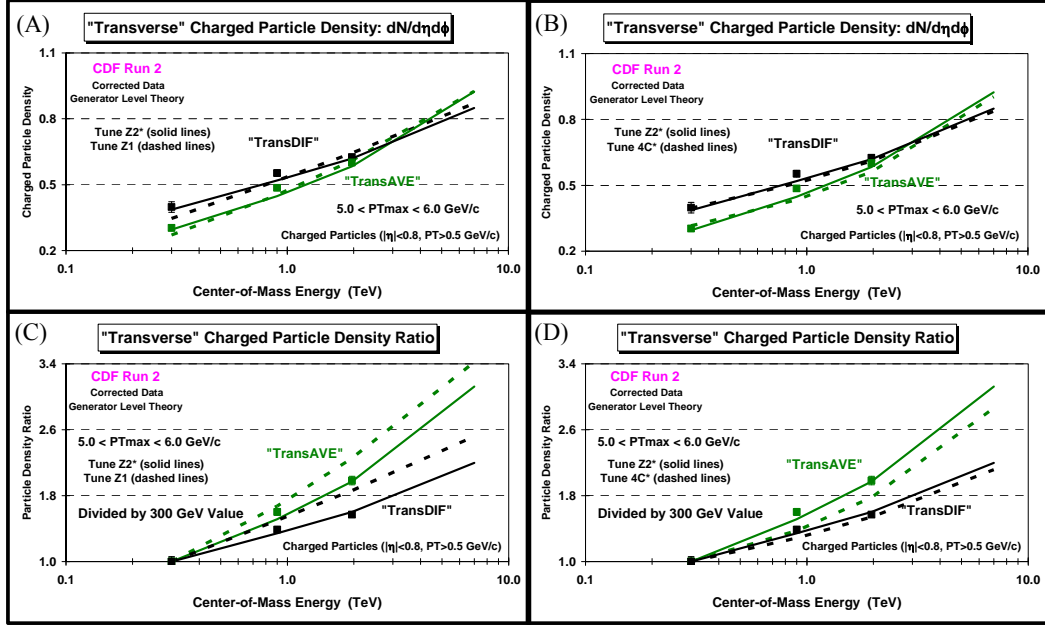 (A)
"Transverse" Charged Particle Density: dN/dηdϕ
1.1
CDF Run 2
Corrected Data
Generator Level Theory
0.8
Tune Z2* (solid lines)
Tune Z1 (dashed lines)
"TransDIF"
0.5
"TransAVE"
5.0 < PTmax < 6.0 GeV/c
Charged Particles (|η|<0.8, PT>0.5 GeV/c)
0.2
Charged Particle Density
0.1 1.0 10.0
Center-of-Mass Energy (TeV)
(B)
"Transverse" Charged Particle Density: dN/dηdϕ
1.1
CDF Run 2
Corrected Data
Generator Level Theory
0.8
Tune Z2* (solid lines)
Tune 4C* (dashed lines)
"TransDIF"
0.5
"TransAVE"
5.0 < PTmax < 6.0 GeV/c
Charged Particles (|η|<0.8, PT>0.5 GeV/c)
0.2
Charged Particle Density
0.1 1.0 10.0
Center-of-Mass Energy (TeV)
(C)
"Transverse" Charged Particle Density Ratio
3.4
CDF Run 2
Corrected Data
Generator Level Theory
2.6
5.0 < PTmax < 6.0 GeV/c
"TransAVE"
Tune Z2* (solid lines)
Tune Z1 (dashed lines)
1.8
Divided by 300 GeV Value
"TransDIF"
Charged Particles (|η|<0.8, PT>0.5 GeV/c)
1.0
Particle Density Ratio
0.1 1.0 10.0
Center-of-Mass Energy (TeV)
(D)
"Transverse" Charged Particle Density Ratio
3.4
CDF Run 2
Corrected Data
Generator Level Theory
2.6
5.0 < PTmax < 6.0 GeV/c
"TransAVE"
Tune Z2* (solid lines)
Tune 4C* (dashed lines)
1.8
Divided by 300 GeV Value
"TransDIF"
Charged Particles (|η|<0.8, PT>0.5 GeV/c)
1.0
Particle Density Ratio
0.1 1.0 10.0
Center-of-Mass Energy (TeV)